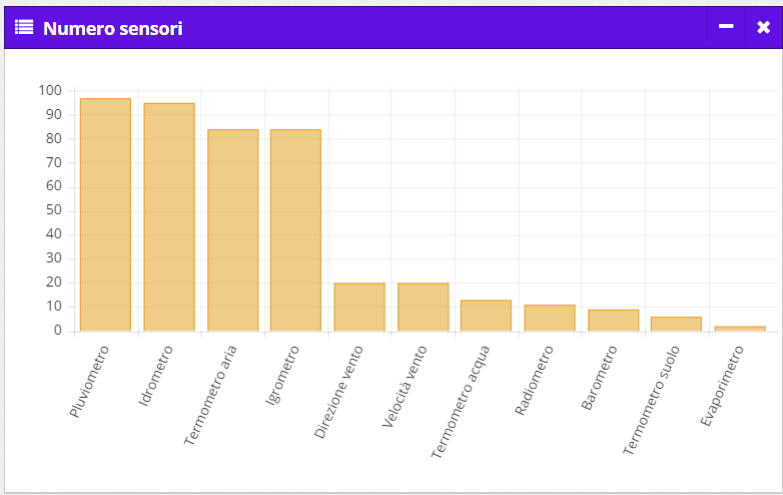 Numero sensori
100
90
80
70
60
50
40
30
20
10
0
Pluviometro
Idrometro
Termometro aria
Igrometro
Direzione vento
Velocità vento
Termometro acqua
Radiometro
Barometro
Termometro suolo
Evaporimetro